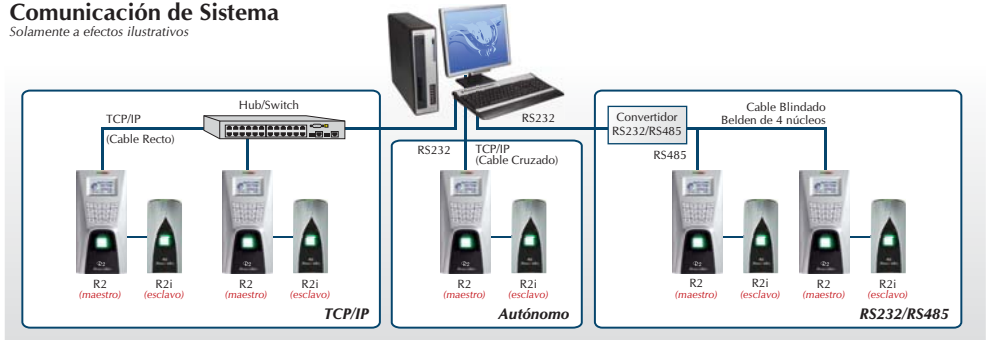 Comunicación de Sistema
Solamente a efectos ilustrativos
Hub/Switch
TCP/IP
(Cable Recto)
R2
(maestro)
R2i
(esclavo)
R2
(maestro)
R2i
(esclavo)
TCP/IP
RS232
TCP/IP
(Cable Cruzado)
R2
(maestro)
R2i
(esclavo)
Autónomo
RS232
Convertidor
RS232/RS485
Cable Blindado
Belden de 4 núcleos
RS485
R2
(maestro)
R2i
(esclavo)
R2
(maestro)
R2i
(esclavo)
RS232/RS485